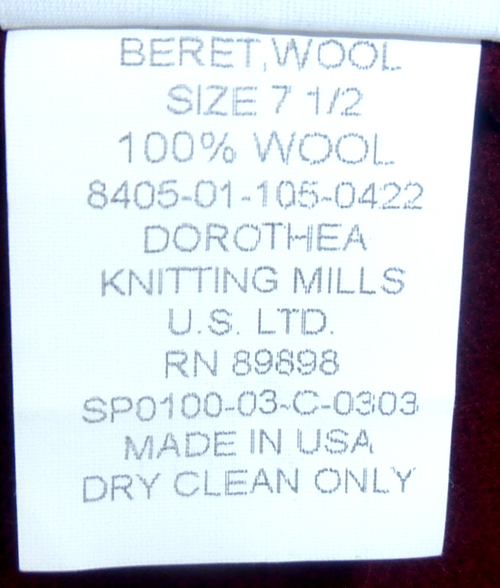 BERET, WOOL
SIZE 7 1/2
100% WOOL
8405-01-105-0422
DOROTHEA
KNITTING MILLS
U.S. LTD.
RN 89898
SP0100-03-C-0303
MADE IN USA
DRY CLEAN ONLY